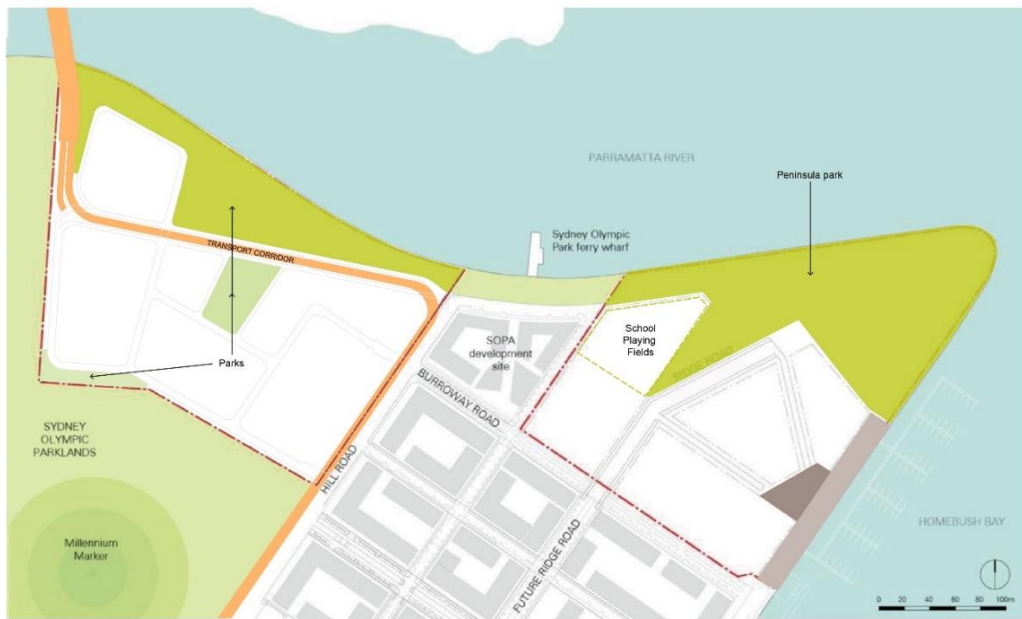 PARRAMATTA RIVER
Peninsula park
Sydney Olympic
Park ferry wharf
TRANSPORT CORRIDOR
School
Playing
Fields
SOPA
development
site
RIDGE ROAD
Parks
BURROWAY ROAD
SYDNEY
OLYMPIC
PARKLANDS
HILL ROAD
FUTURE RIDGE ROAD
HOMEBUSH BAY
Millennium
Marker
0 20 40 60 80 100m